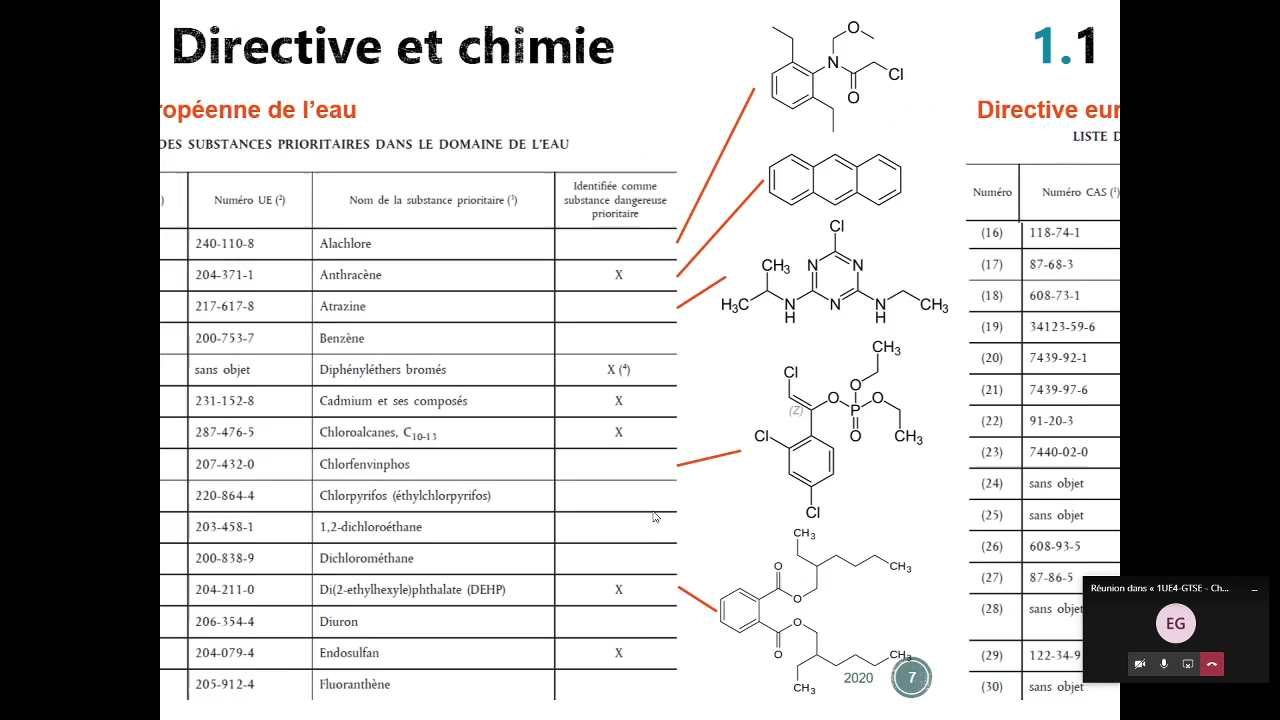 Directive et chimie
1.1
ropéenne de l'eau
Directive eur
DES SUBSTANCES PRIORITAIRES DANS LE DOMAINE DE L'EAU
LISTE D
) Numéro UE (²) Nom de la substance prioritaire (³) Identifiée comme substance dangereuse prioritaire
240-110-8 Alachlore
204-371-1 Anthracène X
217-617-8 Atrazine
200-753-7 Benzène
sans objet Diphényléthers bromés X (⁴)
231-152-8 Cadmium et ses composés X
287-476-5 Chloroalcanes, C10-13 X
207-432-0 Chlorfenvinphos
220-864-4 Chlorpyrifos (éthylchlorpyrifos)
203-458-1 1,2-dichloroéthane
200-838-9 Dichlorométhane
204-211-0 Di(2-ethylhexyle)phthalate (DEHP) X
206-354-4 Diuron
204-079-4 Endosulfan X
205-912-4 Fluoranthène
O
N
Cl
O
Cl
CH3
N N
H3C N N N CH3
H H
CH3
Cl
O
(Z) O P O
O
CH3
Cl
Cl
CH3
O
O
CH3
O
O
CH3
CH3
2020 7
Numéro Numéro CAS (¹)
(16) 118-74-1
(17) 87-68-3
(18) 608-73-1
(19) 34123-59-6
(20) 7439-92-1
(21) 7439-97-6
(22) 91-20-3
(23) 7440-02-0
(24) sans objet
(25) sans objet
(26) 608-93-5
(27) 87-86-5
(28) sans objet
(29) 122-34-9
(30) sans objet
Réunion dans « 1UE4-GTSE - Ch...
EG